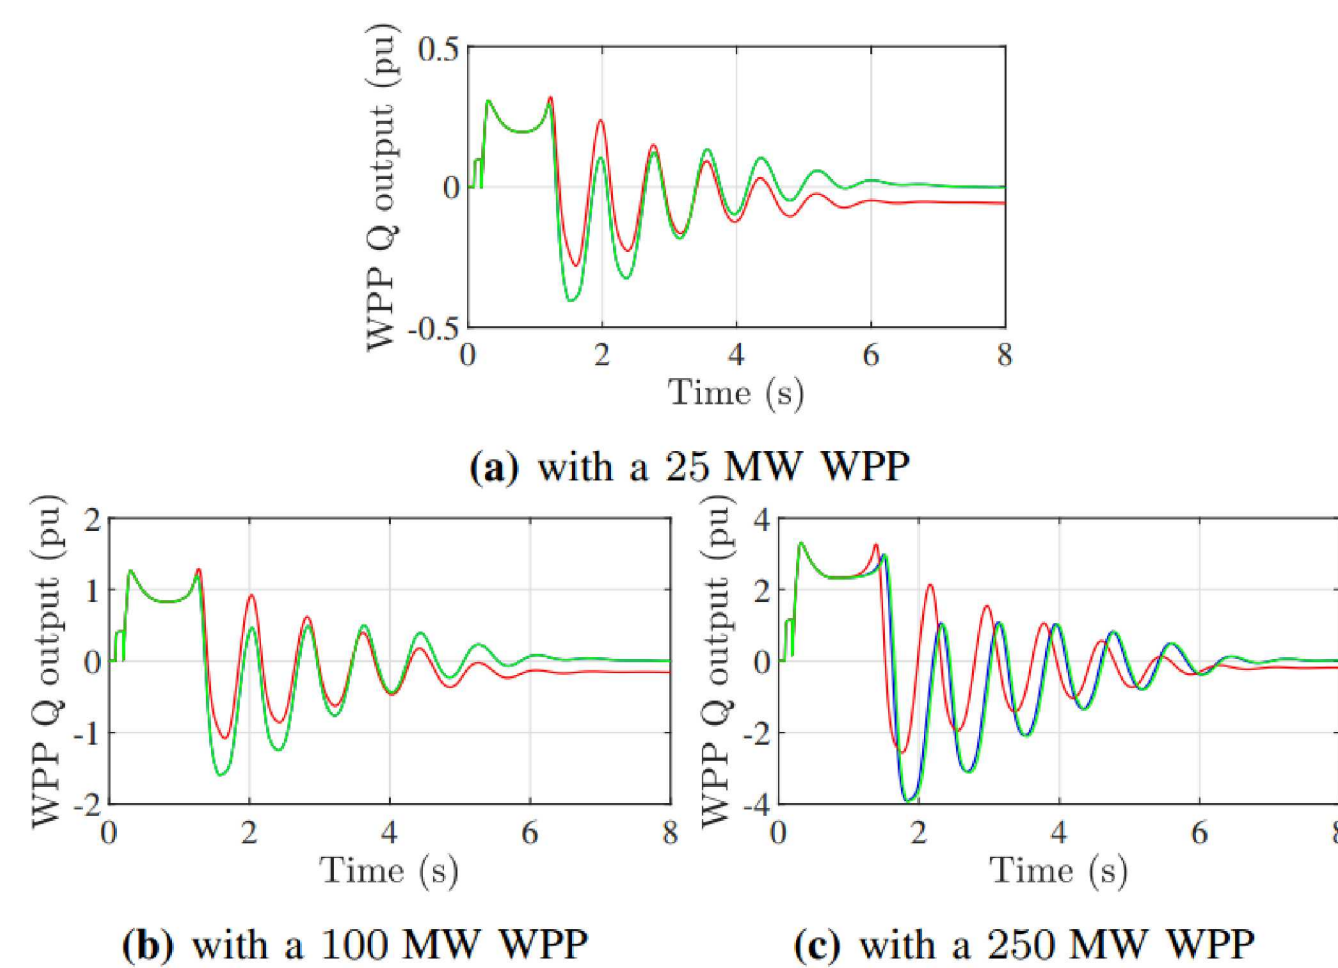 WPP Q output (pu)
0.5
0
-0.5
0 2 4 6 8
Time (s)
(a) with a 25 MW WPP
WPP Q output (pu)
2
1
0
-1
-2
0 2 4 6 8
Time (s)
(b) with a 100 MW WPP
WPP Q output (pu)
4
2
0
-2
-4
0 2 4 6 8
Time (s)
(c) with a 250 MW WPP